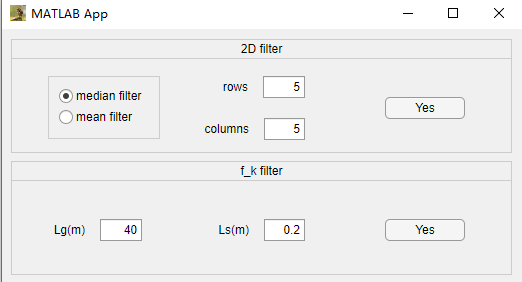 MATLAB App
2D filter
median filter
mean filter
rows 5
columns 5
Yes
f_k filter
Lg(m) 40 Ls(m) 0.2 Yes